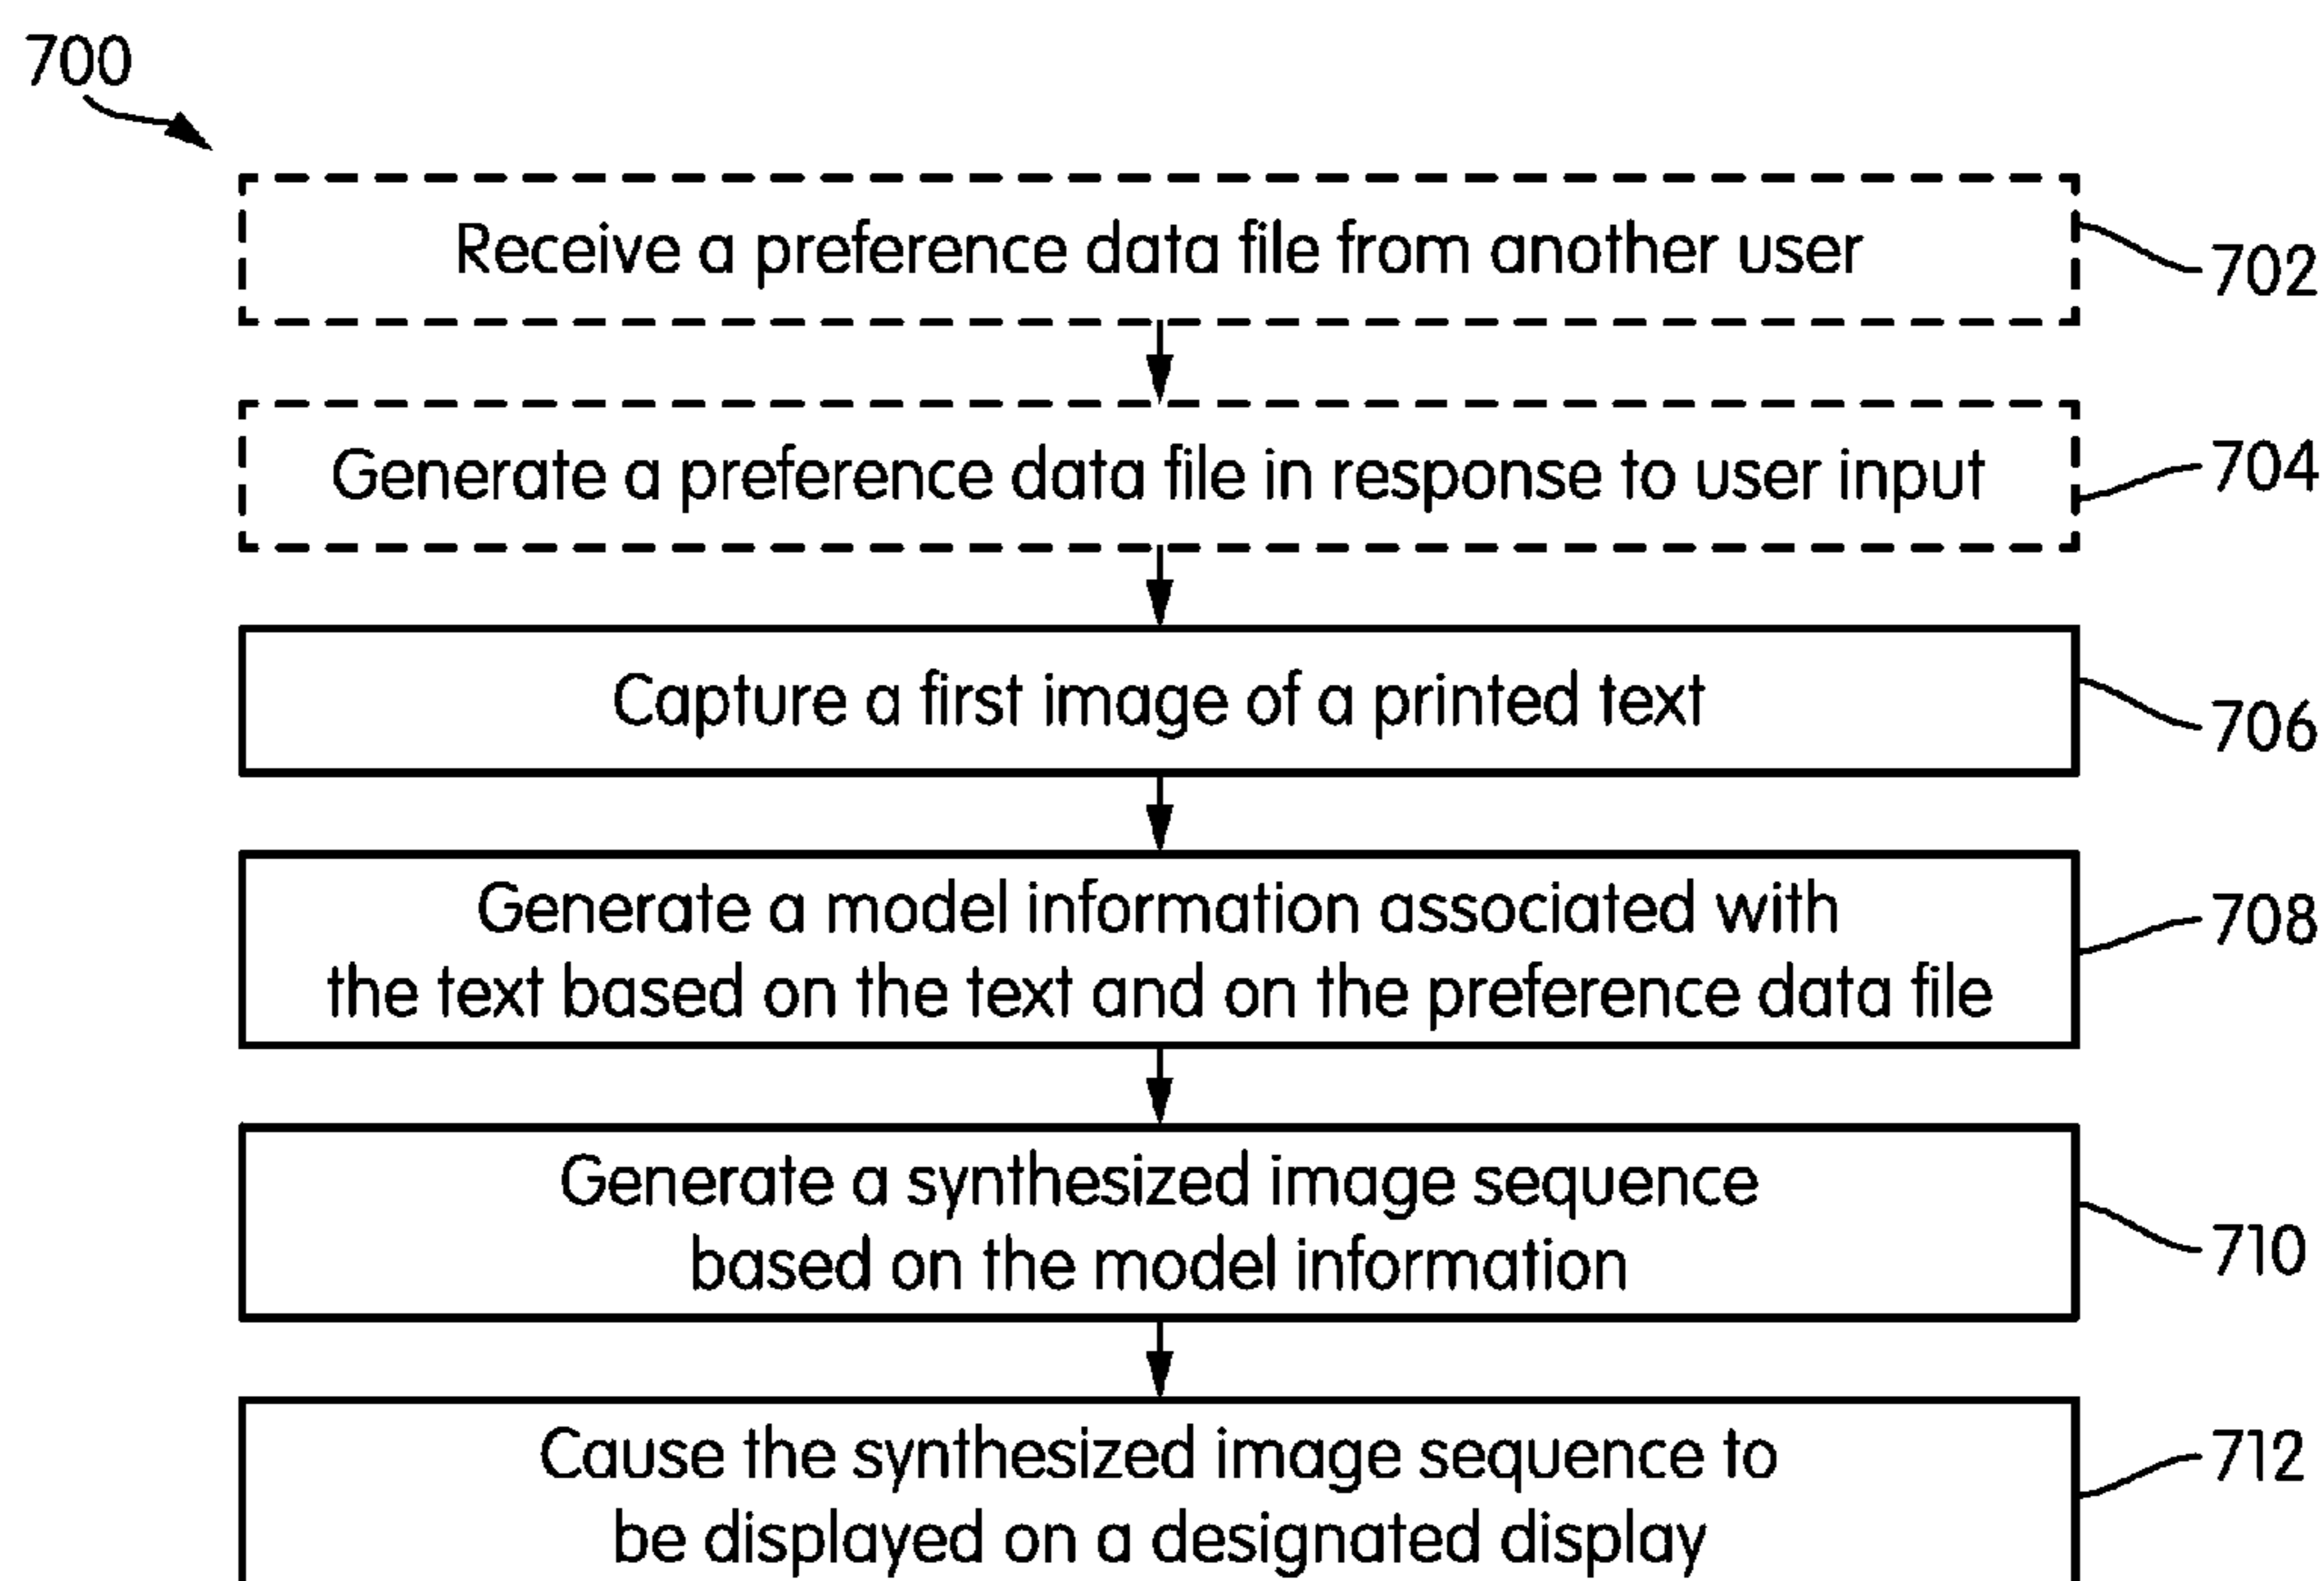 700
Receive a preference data file from another user
702
Generate a preference data file in response to user input
704
Capture a first image of a printed text
706
Generate a model information associated with
the text based on the text and on the preference data file
708
Generate a synthesized image sequence
based on the model information
710
Cause the synthesized image sequence to
be displayed on a designated display
712